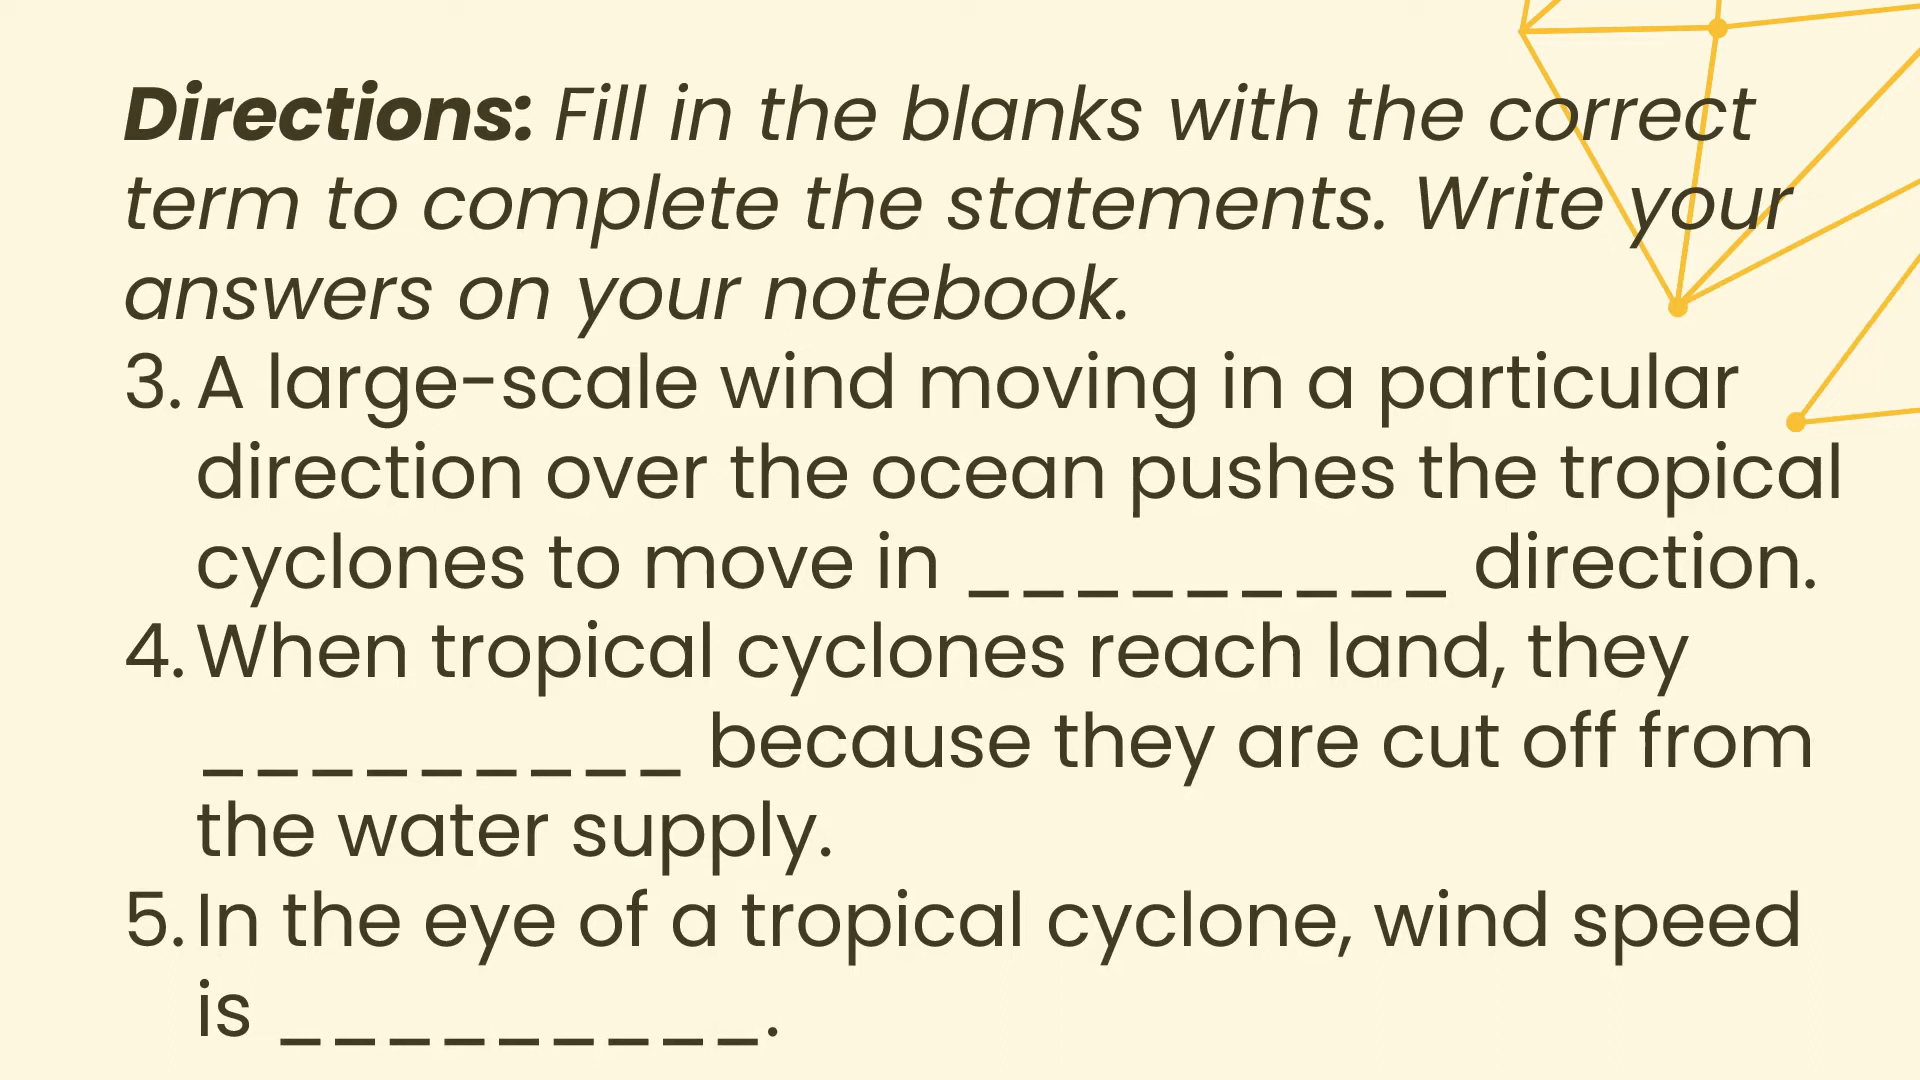 Directions: Fill in the blanks with the correct
term to complete the statements. Write your
answers on your notebook.
3. A large-scale wind moving in a particular
direction over the ocean pushes the tropical
cyclones to move in _________ direction.
4. When tropical cyclones reach land, they
_________ because they are cut off from
the water supply.
5. In the eye of a tropical cyclone, wind speed
is _________.